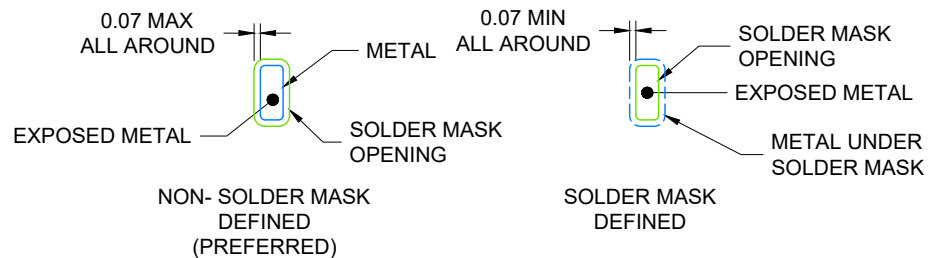 0.07 MAX
ALL AROUND
METAL
EXPOSED METAL
SOLDER MASK
OPENING
NON- SOLDER MASK
DEFINED
(PREFERRED)
0.07 MIN
ALL AROUND
SOLDER MASK
OPENING
EXPOSED METAL
METAL UNDER
SOLDER MASK
SOLDER MASK
DEFINED